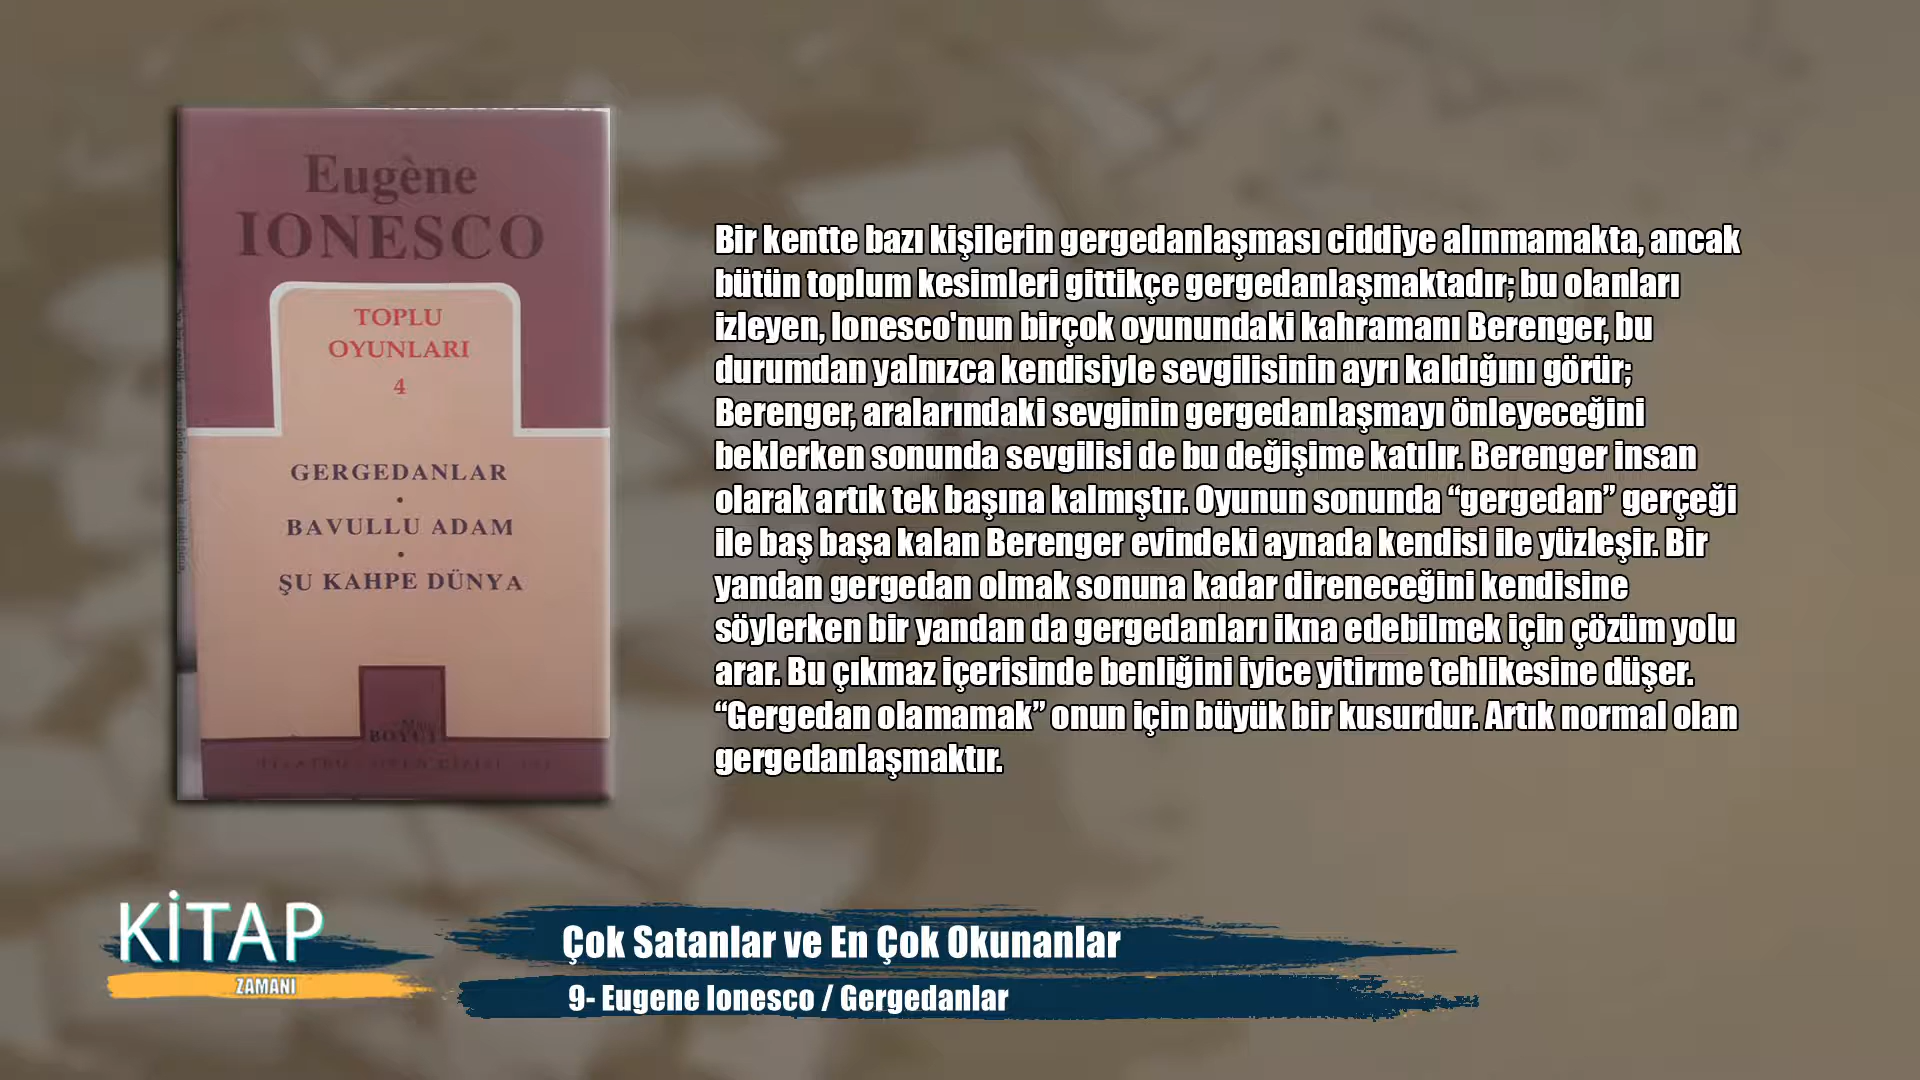 Eugène
IONESCO
TOPLU
OYUNLARI
4
GERGEDANLAR
•
BAVULLU ADAM
•
ŞU KAHPE DÜNYA
BOYUT
Bir kentte bazı kişilerin gergedanlaşması ciddiye alınmamakta, ancak
bütün toplum kesimleri gittikçe gergedanlaşmaktadır; bu olanları
izleyen, Ionesco'nun birçok oyunundaki kahramanı Berenger, bu
durumdan yalnızca kendisiyle sevgilisinin ayrı kaldığını görür;
Berenger, aralarındaki sevginin gergedanlaşmayı önleyeceğini
beklerken sonunda sevgilisi de bu değişime katılır. Berenger insan
olarak artık tek başına kalmıştır. Oyunun sonunda “gergedan” gerçeği
ile baş başa kalan Berenger evindeki aynada kendisi ile yüzleşir. Bir
yandan gergedan olmak sonuna kadar direneceğini kendisine
söylerken bir yandan da gergedanları ikna edebilmek için çözüm yolu
arar. Bu çıkmaz içerisinde benliğini iyice yitirme tehlikesine düşer.
“Gergedan olamamak” onun için büyük bir kusurdur. Artık normal olan
gergedanlaşmaktır.
KİTAP
ZAMANI
Çok Satanlar ve En Çok Okunanlar
9- Eugene Ionesco / Gergedanlar